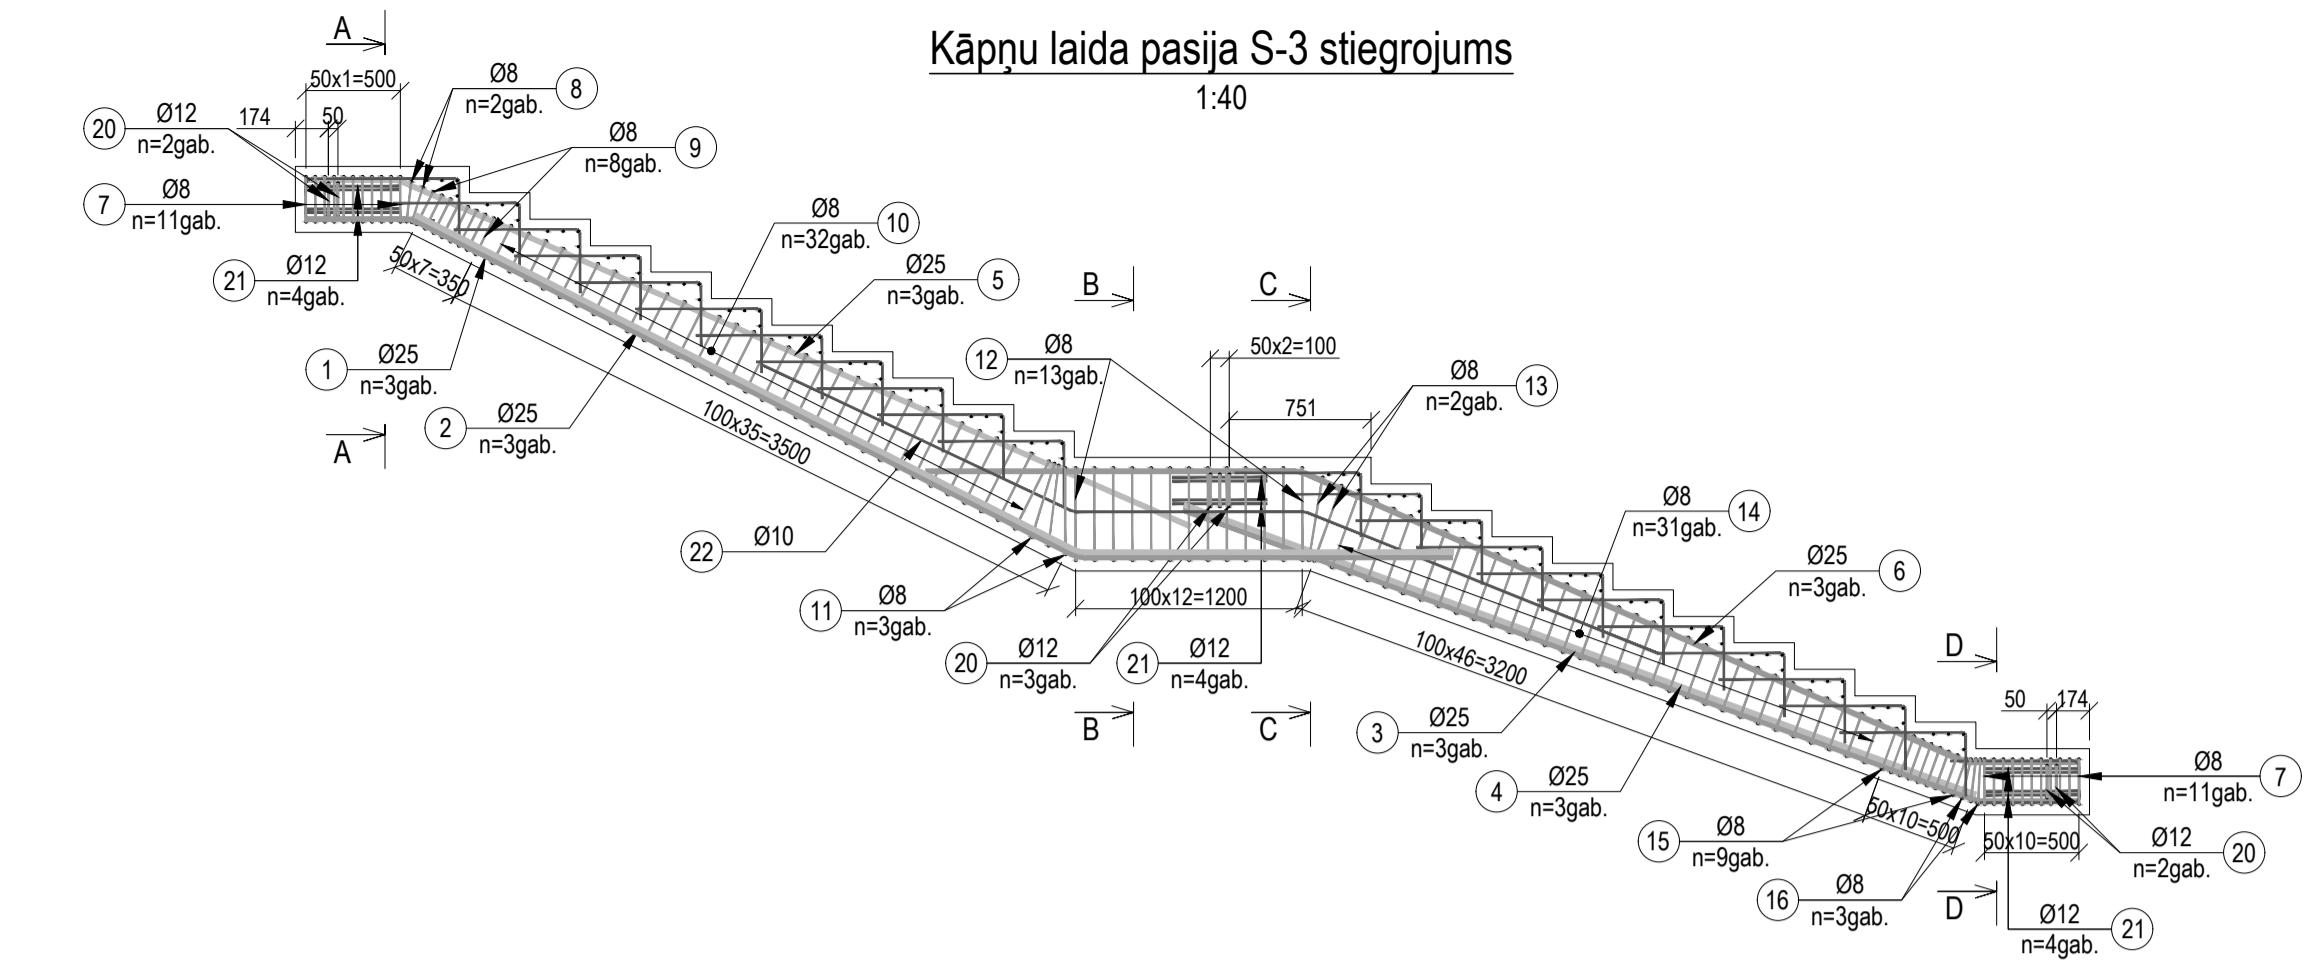 Kāpņu laida pasija S-3 stiegrojums
1:40
A
50x1=500
Ø8
n=2gab.
8
174
50
20
Ø12
n=2gab.
Ø8
n=8gab.
9
7
Ø8
n=11gab.
21
Ø12
n=4gab.
Ø8
n=32gab.
10
50x7=350
Ø25
n=3gab.
5
B
C
1
Ø25
n=3gab.
12
Ø8
n=13gab.
50x2=100
Ø8
n=2gab.
13
751
2
Ø25
n=3gab.
A
100x35=3500
Ø8
n=31gab.
14
22
Ø10
Ø25
n=3gab.
6
11
Ø8
n=3gab.
100x12=1200
20
Ø12
n=3gab.
21
Ø12
n=4gab.
100x46=3200
D
B
C
3
Ø25
n=3gab.
50
174
4
Ø25
n=3gab.
Ø8
n=11gab.
7
15
Ø8
n=9gab.
50x10=500
50x10=500
Ø12
n=2gab.
20
16
Ø8
n=3gab.
D
Ø12
n=4gab.
21